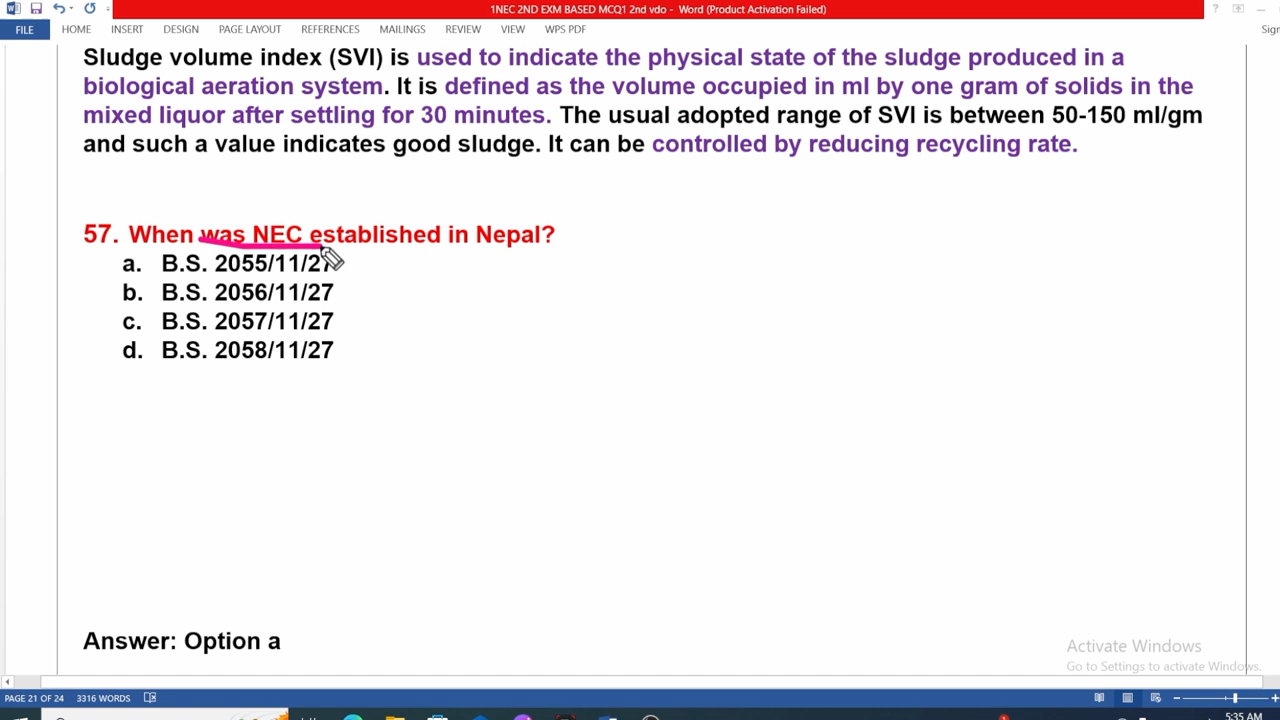 1NEC 2ND EXM BASED MCQ1 2nd vdo - Word (Product Activation Failed)
FILE HOME INSERT DESIGN PAGE LAYOUT REFERENCES MAILINGS REVIEW VIEW WPS PDF Sign
Sludge volume index (SVI) is used to indicate the physical state of the sludge produced in a
biological aeration system. It is defined as the volume occupied in ml by one gram of solids in the
mixed liquor after settling for 30 minutes. The usual adopted range of SVI is between 50-150 ml/gm
and such a value indicates good sludge. It can be controlled by reducing recycling rate.
57. When was NEC established in Nepal?
a. B.S. 2055/11/27
b. B.S. 2056/11/27
c. B.S. 2057/11/27
d. B.S. 2058/11/27
Answer: Option a
Activate Windows
Go to Settings to activate Windows.
PAGE 21 OF 24 3316 WORDS
5:35 AM